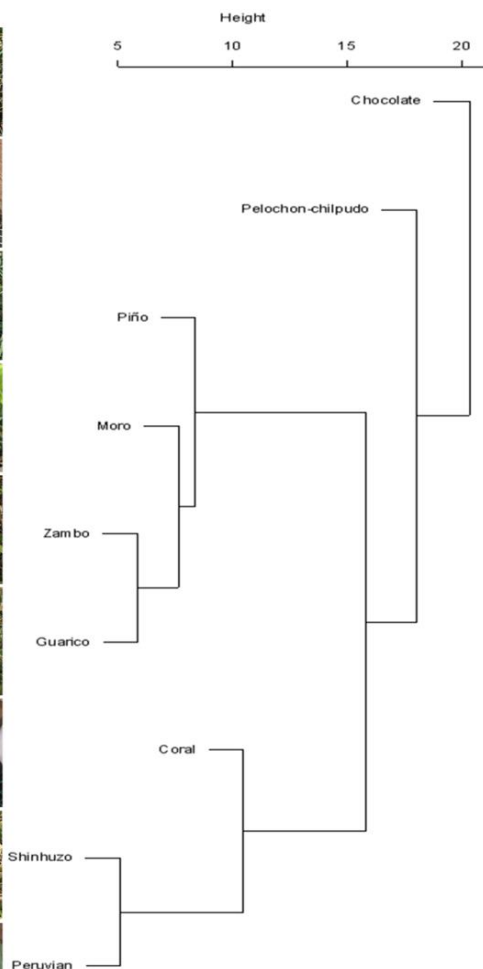 Height
5 10 15 20
Chocolate
Pelochon-chilpudo
Piño
Moro
Zambo
Guarico
Coral
Shinhuzo
Peruvian